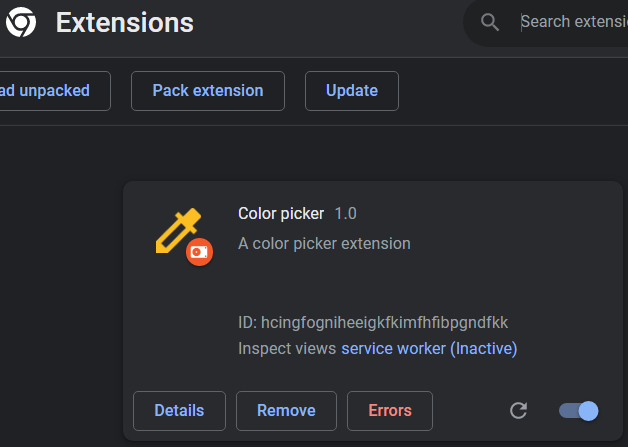 Extensions
Search extensio
ad unpacked
Pack extension
Update
Color picker 1.0
A color picker extension
ID: hcingfogniheeigkfkimfhfibpgndfkk
Inspect views service worker (Inactive)
Details
Remove
Errors